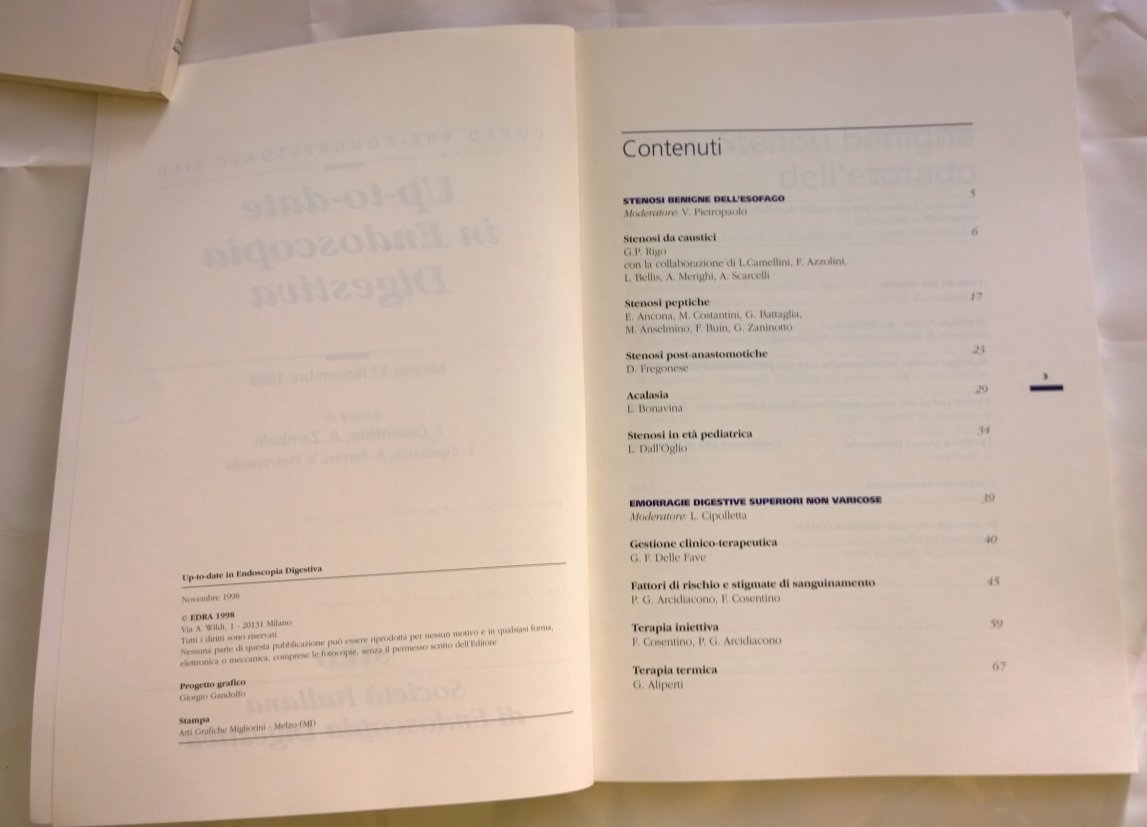 Up-to-date in Endoscopia Digestiva
Novembre 1998
© EDRA 1998
Via A. Wildt, 1 - 20131 Milano
Tutti i diritti sono riservati
Nessuna parte di questa pubblicazione può essere riprodotta per nessun motivo e in qualsiasi forma,
elettronica o meccanica, comprese le fotocopie, senza il permesso scritto dell'Editore
Progetto grafico
Giorgio Gandolfo
Stampa
Arti Grafiche Migliorini - Melzo (MI)
Contenuti
STENOSI BENIGNE DELL'ESOFAGO 5
Moderatore: V. Pietropaolo
Stenosi da caustici 6
G.P. Rigo
con la collaborazione di L.Camellini, F. Azzolini,
L. Bellis, A. Merighi, A. Scarcelli
Stenosi peptiche 17
E. Ancona, M. Costantini, G. Battaglia,
M. Anselmino, F. Buin, G. Zaninotto
Stenosi post-anastomotiche 23
D. Fregonese
Acalasia 29
L. Bonavina
Stenosi in età pediatrica 34
L. Dall'Oglio
EMORRAGIE DIGESTIVE SUPERIORI NON VARICOSE 39
Moderatore: L. Cipolletta
Gestione clinico-terapeutica 40
G. F. Delle Fave
Fattori di rischio e stigmate di sanguinamento 45
P. G. Arcidiacono, F. Cosentino
Terapia iniettiva 59
F. Cosentino, P. G. Arcidiacono
Terapia termica 67
G. Aliperti
3